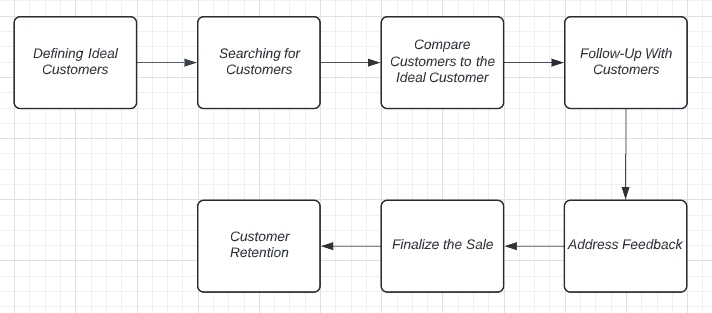 Defining Ideal
Customers
Searching for
Customers
Compare
Customers to the
Ideal Customer
Follow-Up With
Customers
Address Feedback
Finalize the Sale
Customer
Retention